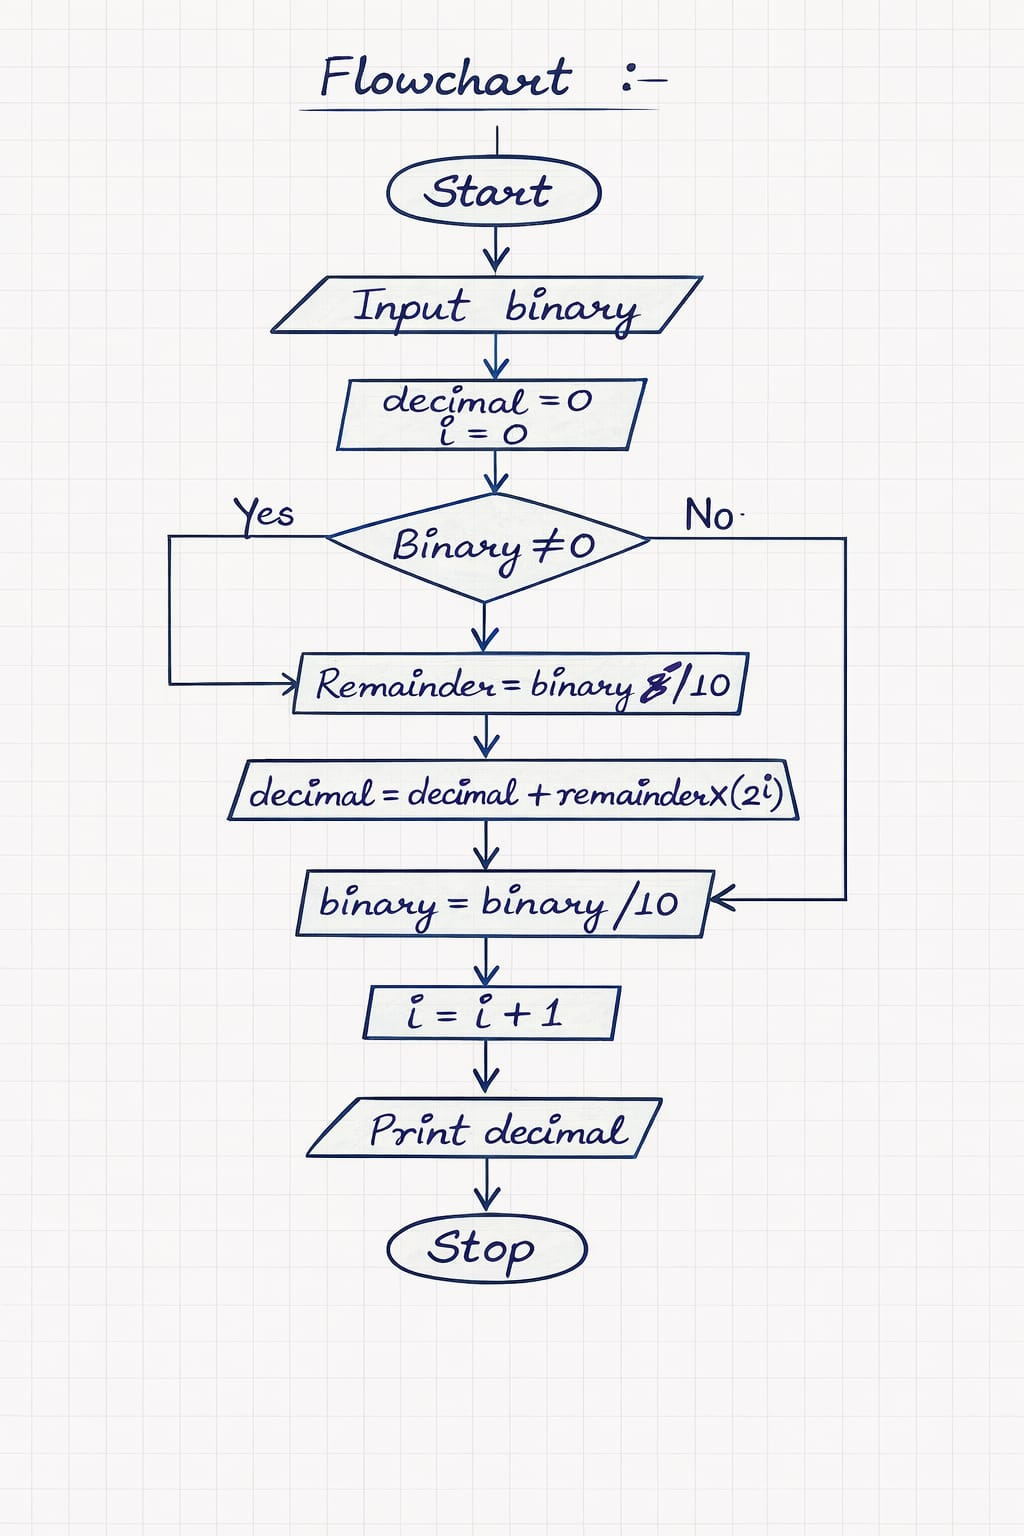 Flowchart :-
Start
Input binary
decimal = 0
i = 0
Yes
No.
Binary ≠ 0
Remainder = binary /10
decimal = decimal + remainder x (2^i)
binary = binary /10
i = i + 1
Print decimal
Stop